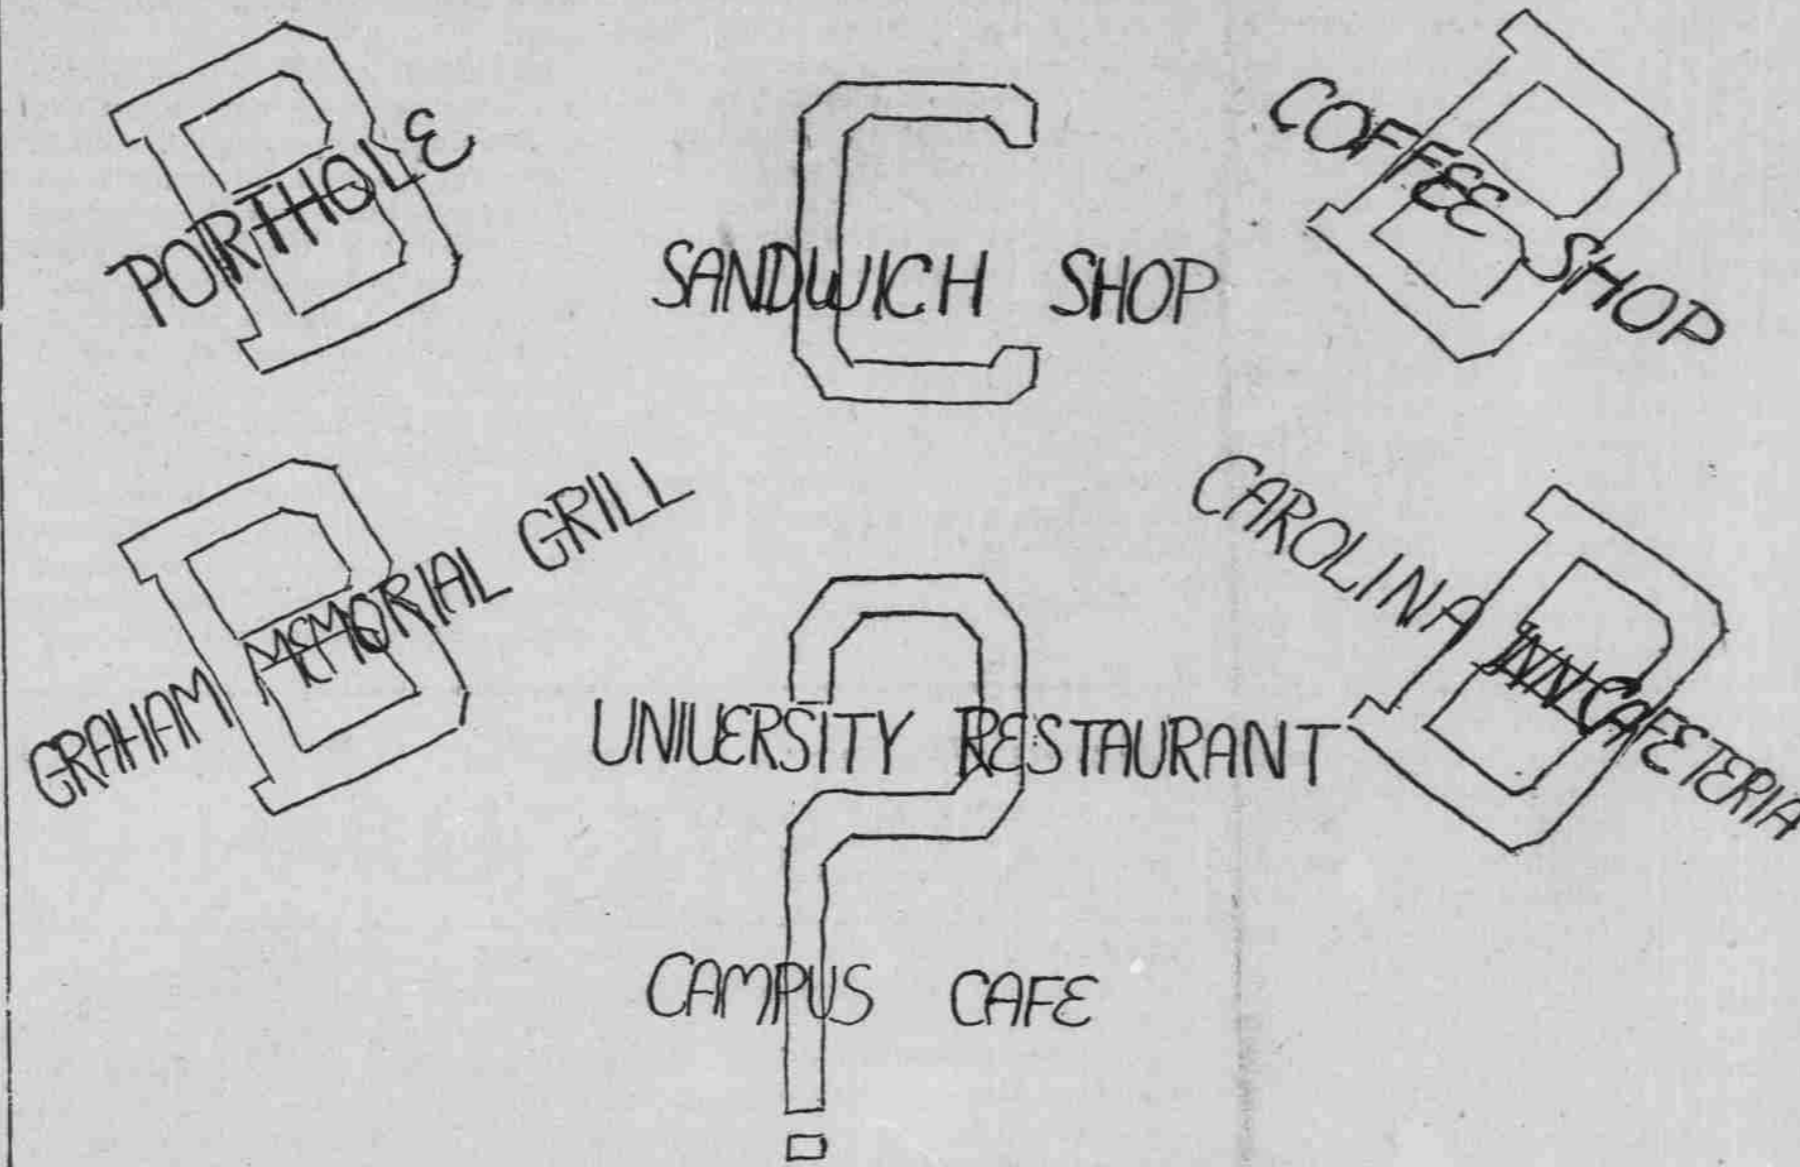 B
PORTHOLE
C
SANDWICH SHOP
B
COFFEE SHOP
B
GRAHAM MEMORIAL GRILL
?
UNIVERSITY RESTAURANT
B
CAROLINA INN CAFETERIA
CAMPUS CAFE